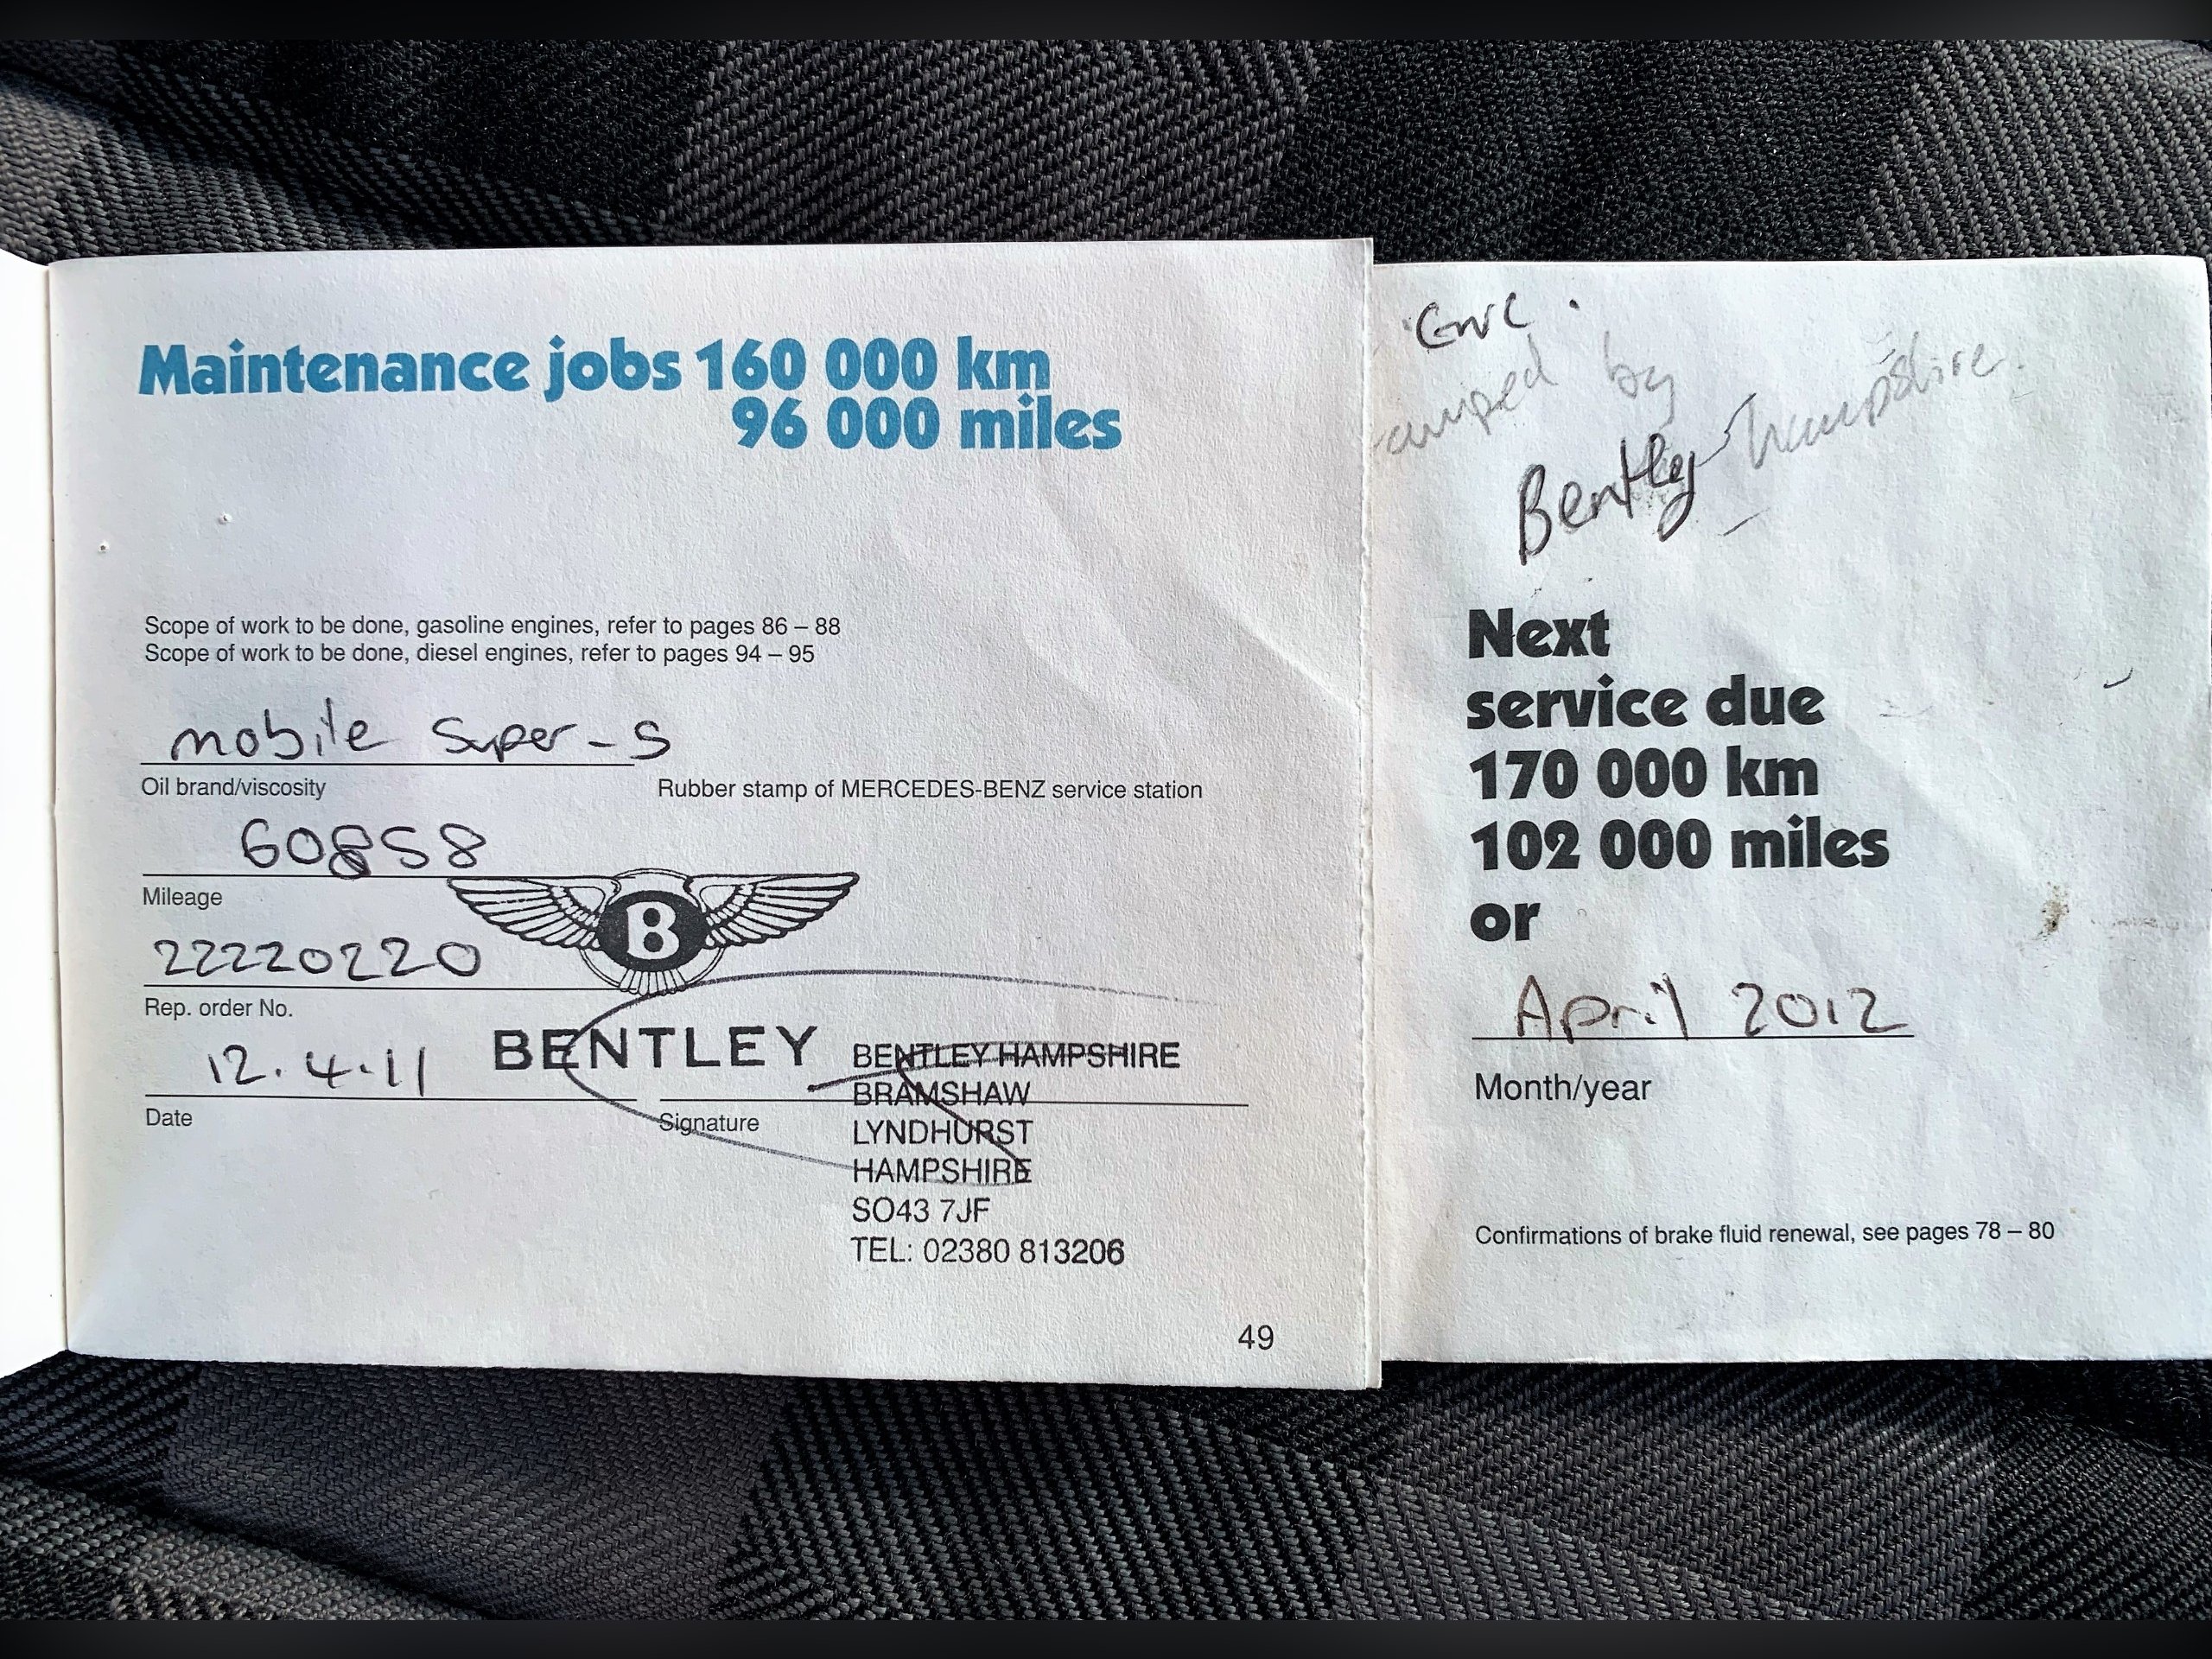 Maintenance jobs 160 000 km
96 000 miles
Scope of work to be done, gasoline engines, refer to pages 86 – 88
Scope of work to be done, diesel engines, refer to pages 94 – 95
mobile Super-S
Oil brand/viscosity
Rubber stamp of MERCEDES-BENZ service station
60858
Mileage
B
22220220
Rep. order No.
BENTLEY
12.4.11
Date
Signature
BENTLEY HAMPSHIRE
BRAMSHAW
LYNDHURST
HAMPSHIRE
SO43 7JF
TEL: 02380 813206
49
by
Bentley Hampshire.
Next
service due
170 000 km
102 000 miles
or
April 2012
Month/year
Confirmations of brake fluid renewal, see pages 78 – 80